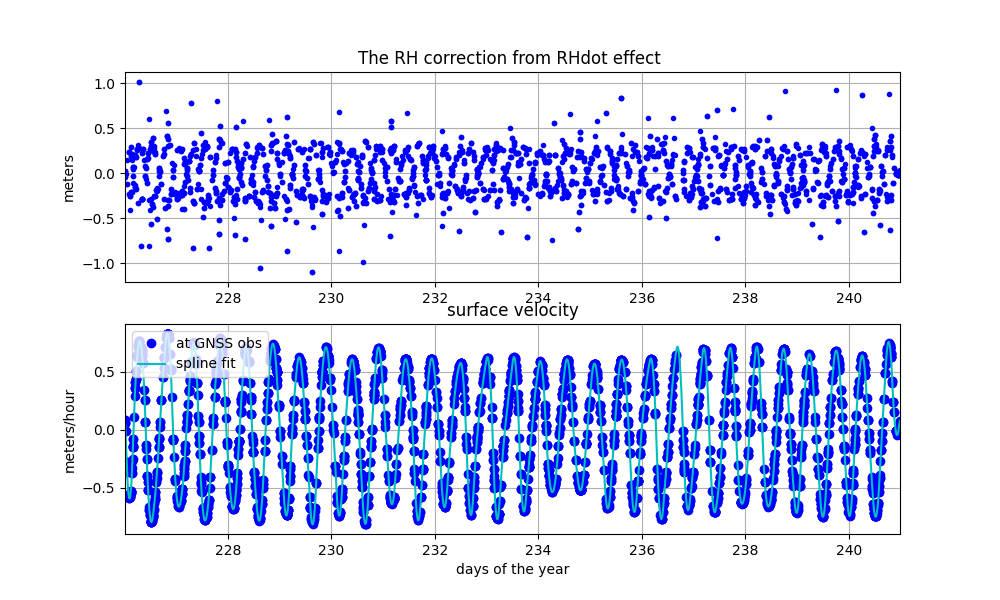 The RH correction from RHdot effect
1.0
0.5
0.0
−0.5
−1.0
meters
228 230 232 234 236 238 240
surface velocity
at GNSS obs
spline fit
0.5
0.0
−0.5
meters/hour
228 230 232 234 236 238 240
days of the year